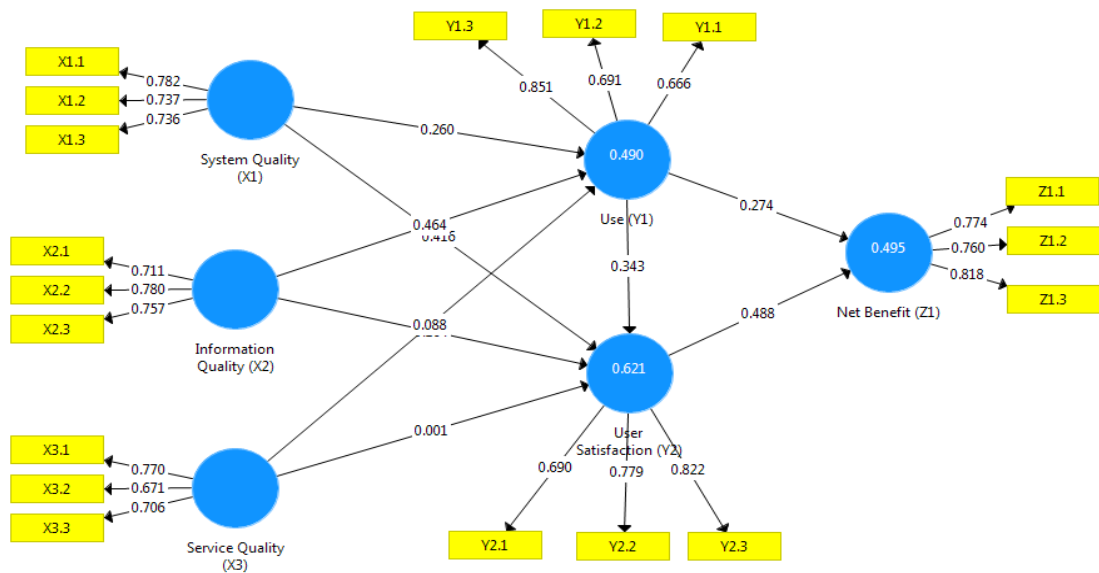 Y1.3
Y1.2
Y1.1
X1.1
X1.2
X1.3
0.782
0.737
0.736
0.851
0.691
0.666
System Quality
(X1)
0.260
0.490
Use (Y1)
0.464
0.416
0.274
0.343
X2.1
X2.2
X2.3
0.711
0.780
0.757
Information
Quality (X2)
0.088
0.495
Net Benefit (Z1)
0.774
0.760
0.818
Z1.1
Z1.2
Z1.3
0.488
0.621
User
Satisfaction (Y2)
0.001
X3.1
X3.2
X3.3
0.770
0.671
0.706
Service Quality
(X3)
0.690
0.779
0.822
Y2.1
Y2.2
Y2.3